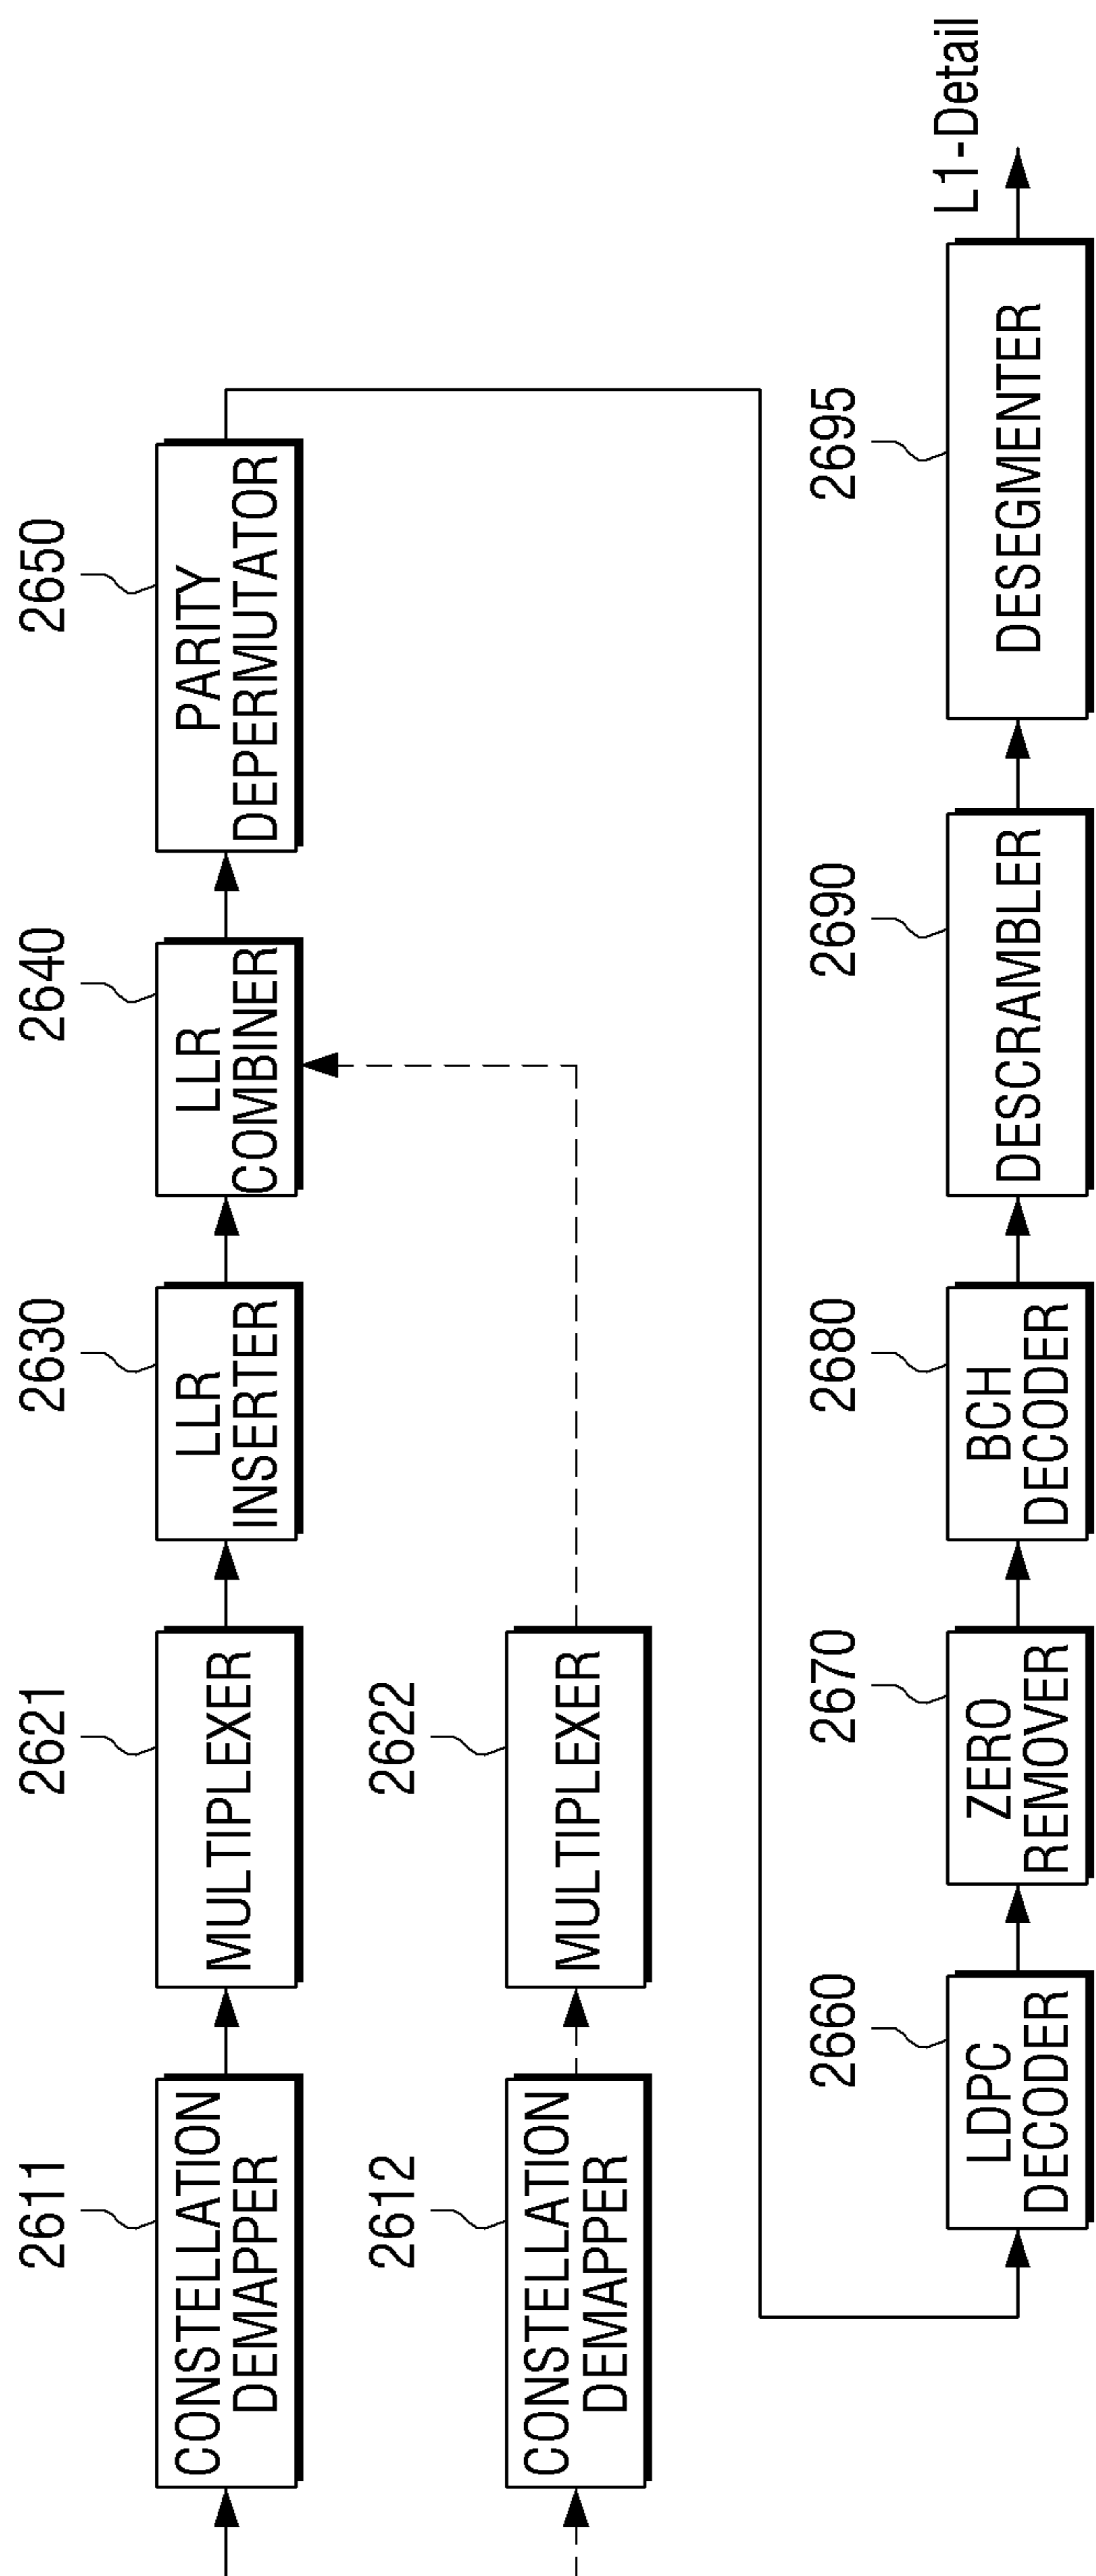 2611
CONSTELLATION
DEMAPPER
2621
MULTIPLEXER
2630
LLR
INSERTER
2640
LLR
COMBINER
2650
PARITY
DEPERMUTATOR
2612
CONSTELLATION
DEMAPPER
2622
MULTIPLEXER
2660
LDPC
DECODER
2670
ZERO
REMOVER
2680
BCH
DECODER
2690
DESCRAMBLER
2695
DESEGMENTER
L1-Detail